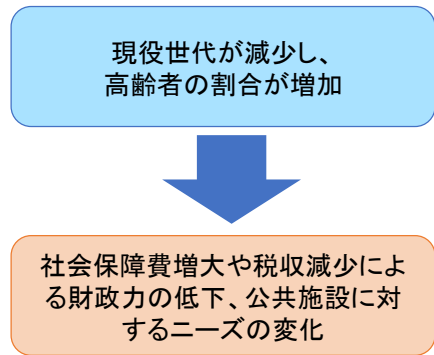 現役世代が減少し、
高齢者の割合が増加
社会保障費増大や税収減少によ
る財政力の低下、公共施設に対
するニーズの変化